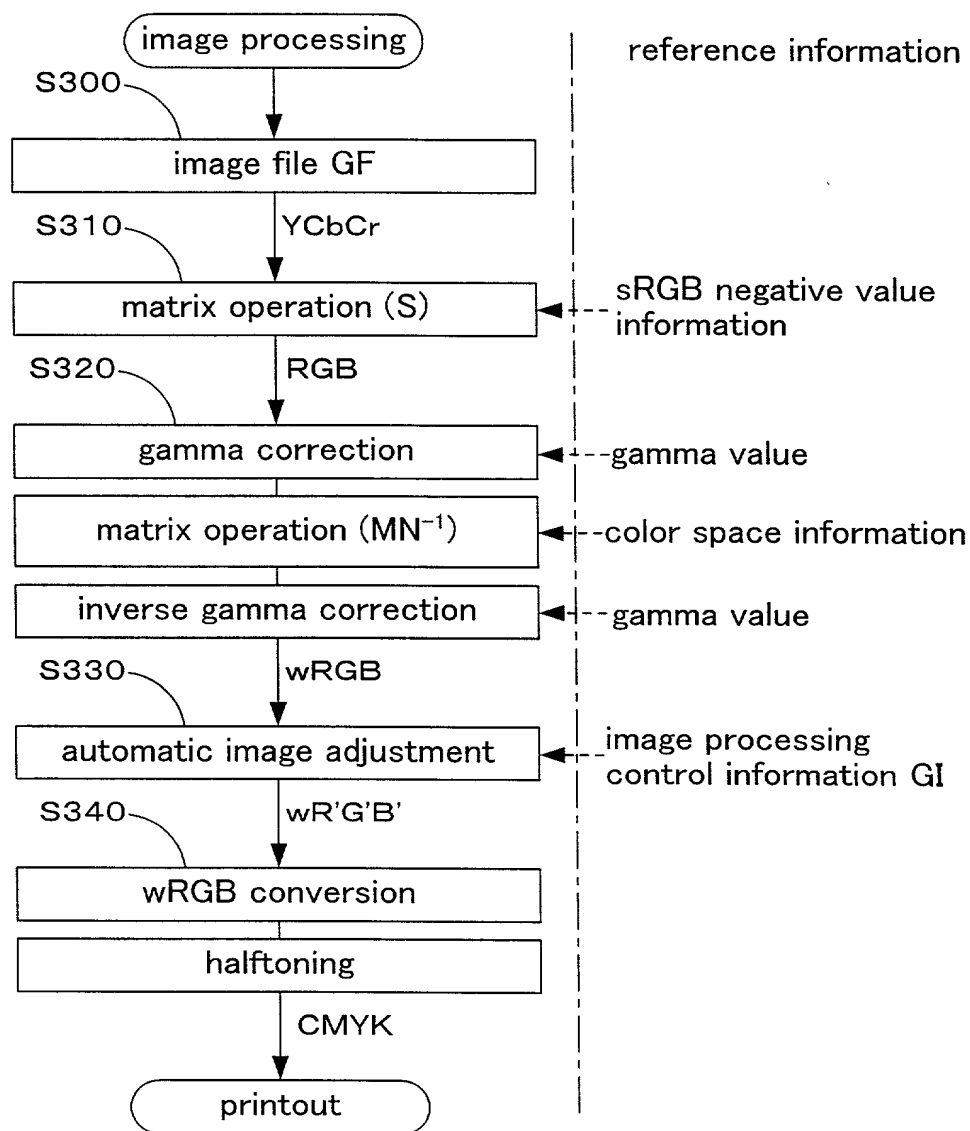 image processing
reference information
S300
image file GF
S310
YCbCr
matrix operation (S)
sRGB negative value
information
S320
RGB
gamma correction
gamma value
matrix operation (MN⁻¹)
color space information
inverse gamma correction
gamma value
S330
wRGB
automatic image adjustment
image processing
control information GI
S340
wR'G'B'
wRGB conversion
halftoning
CMYK
printout